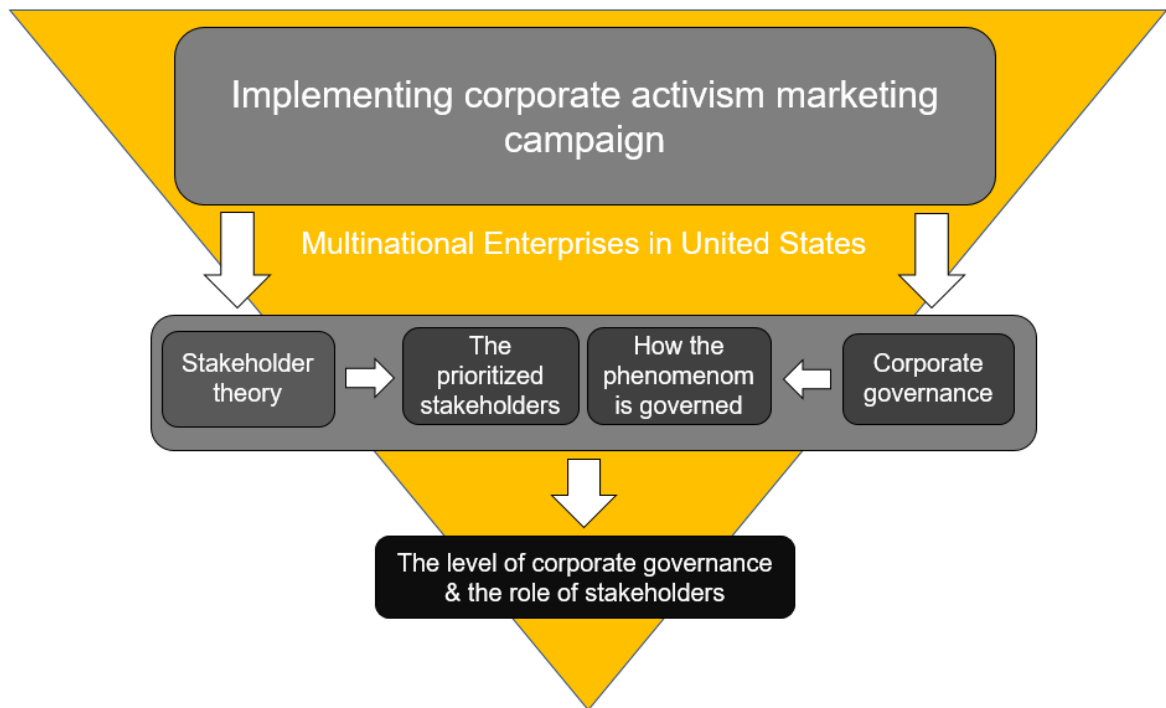 Implementing corporate activism marketing
campaign
Multinational Enterprises in United States
Stakeholder
theory
The
prioritized
stakeholders
How the
phenomenom
is governed
Corporate
governance
The level of corporate governance
& the role of stakeholders